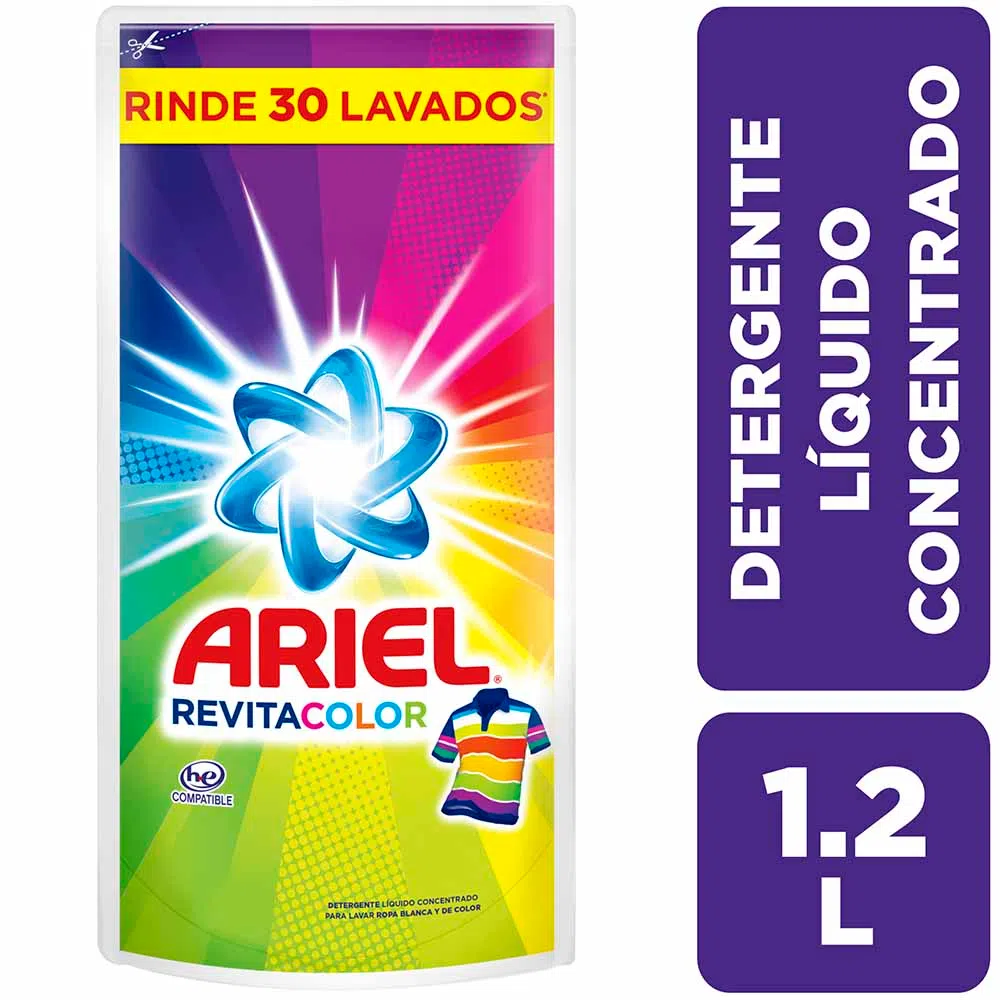 RINDE 30 LAVADOS*
ARIEL®
REVITACOLOR
he
COMPATIBLE
DETERGENTE LÍQUIDO CONCENTRADO
PARA LAVAR ROPA BLANCA Y DE COLOR
DETERGENTE
LÍQUIDO
CONCENTRADO
1.2
L